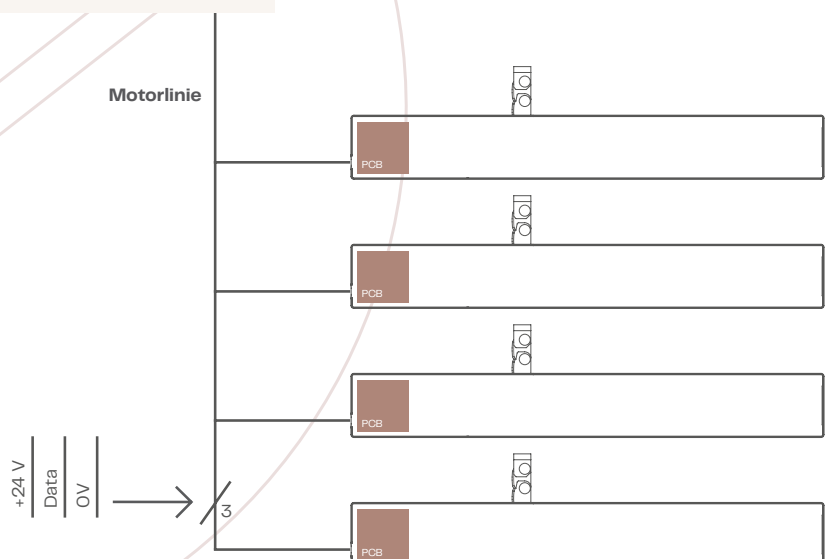 Motorlinie
PCB
PCB
PCB
+24 V
Data
0V
3
PCB